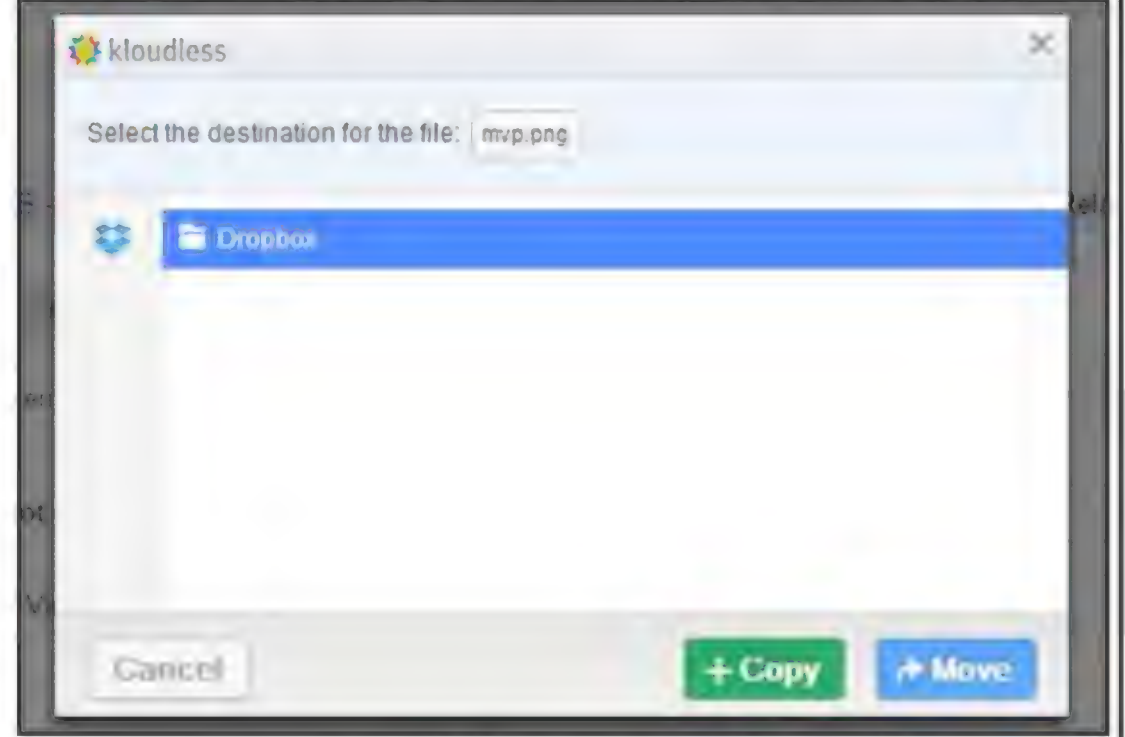 kloudless ×
Select the destination for the file: mvp.png
Dropbox
Cancel + Copy Move